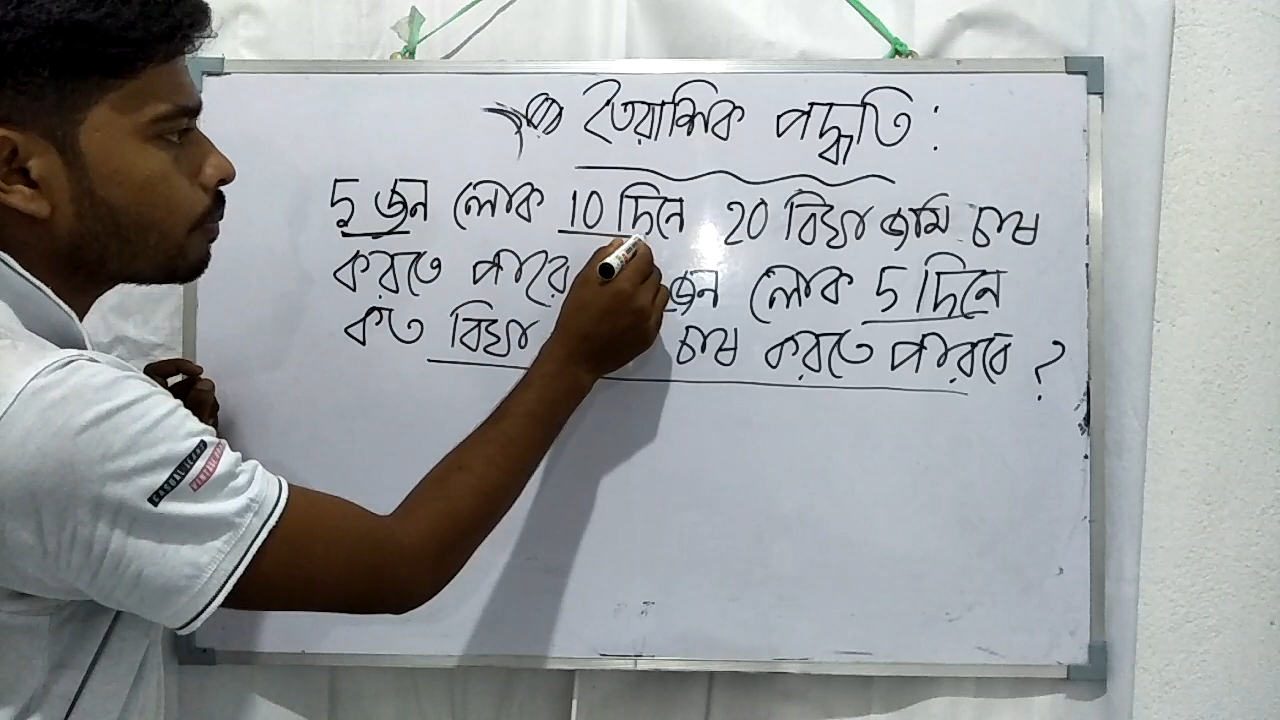 ত্রৈরাশিক পদ্ধতি :
5 জন লোক 10 দিনে 20 বিঘা জমি চাষ
করতে পারে জন লোক 5 দিনে
কত বিঘা চাষ করতে পারবে ?